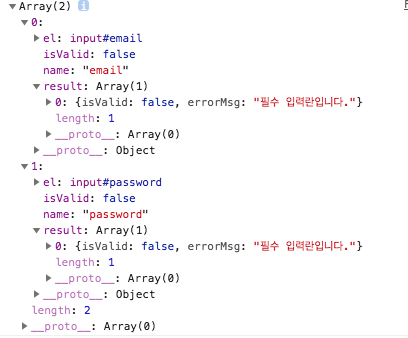 Array(2) i
0:
el: input#email
isValid: false
name: "email"
result: Array(1)
0: {isValid: false, errorMsg: "필수 입력란입니다."}
length: 1
__proto__: Array(0)
__proto__: Object
1:
el: input#password
isValid: false
name: "password"
result: Array(1)
0: {isValid: false, errorMsg: "필수 입력란입니다."}
length: 1
__proto__: Array(0)
__proto__: Object
length: 2
__proto__: Array(0)